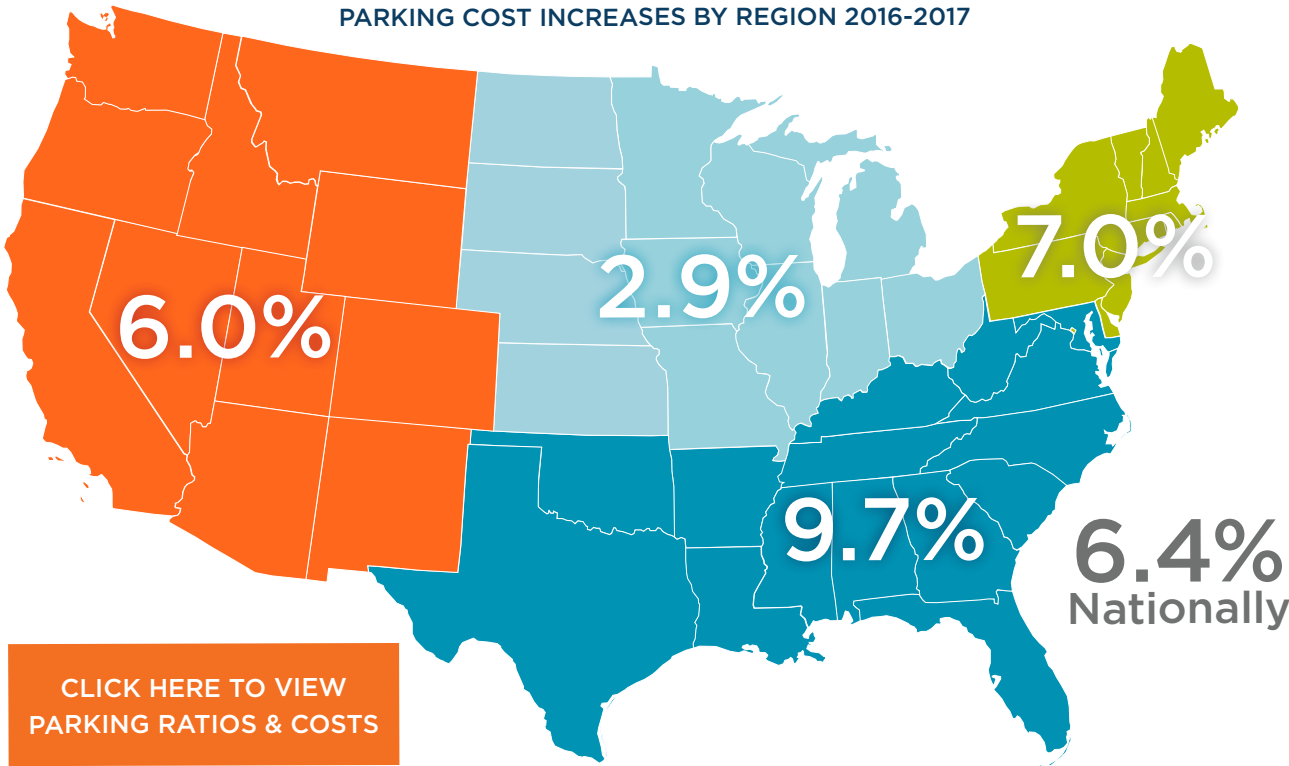 PARKING COST INCREASES BY REGION 2016-2017
7.0%
2.9%
6.0%
9.7%
6.4%
Nationally
CLICK HERE TO VIEW
PARKING RATIOS & COSTS